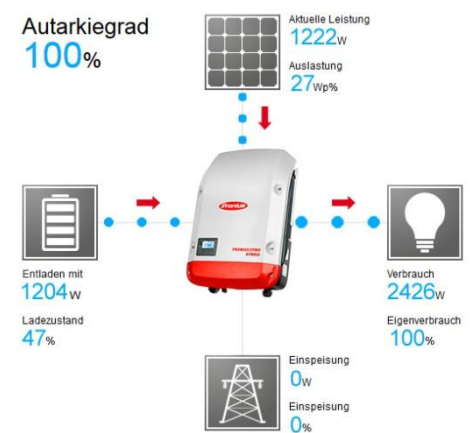 Autarkiegrad
100%
Aktuelle Leistung
1222W
Auslastung
27Wp%
Fronius
Entladen mit
1204W
Ladezustand
47%
Verbrauch
2426W
Eigenverbrauch
100%
Einspeisung
0W
Einspeisung
0%